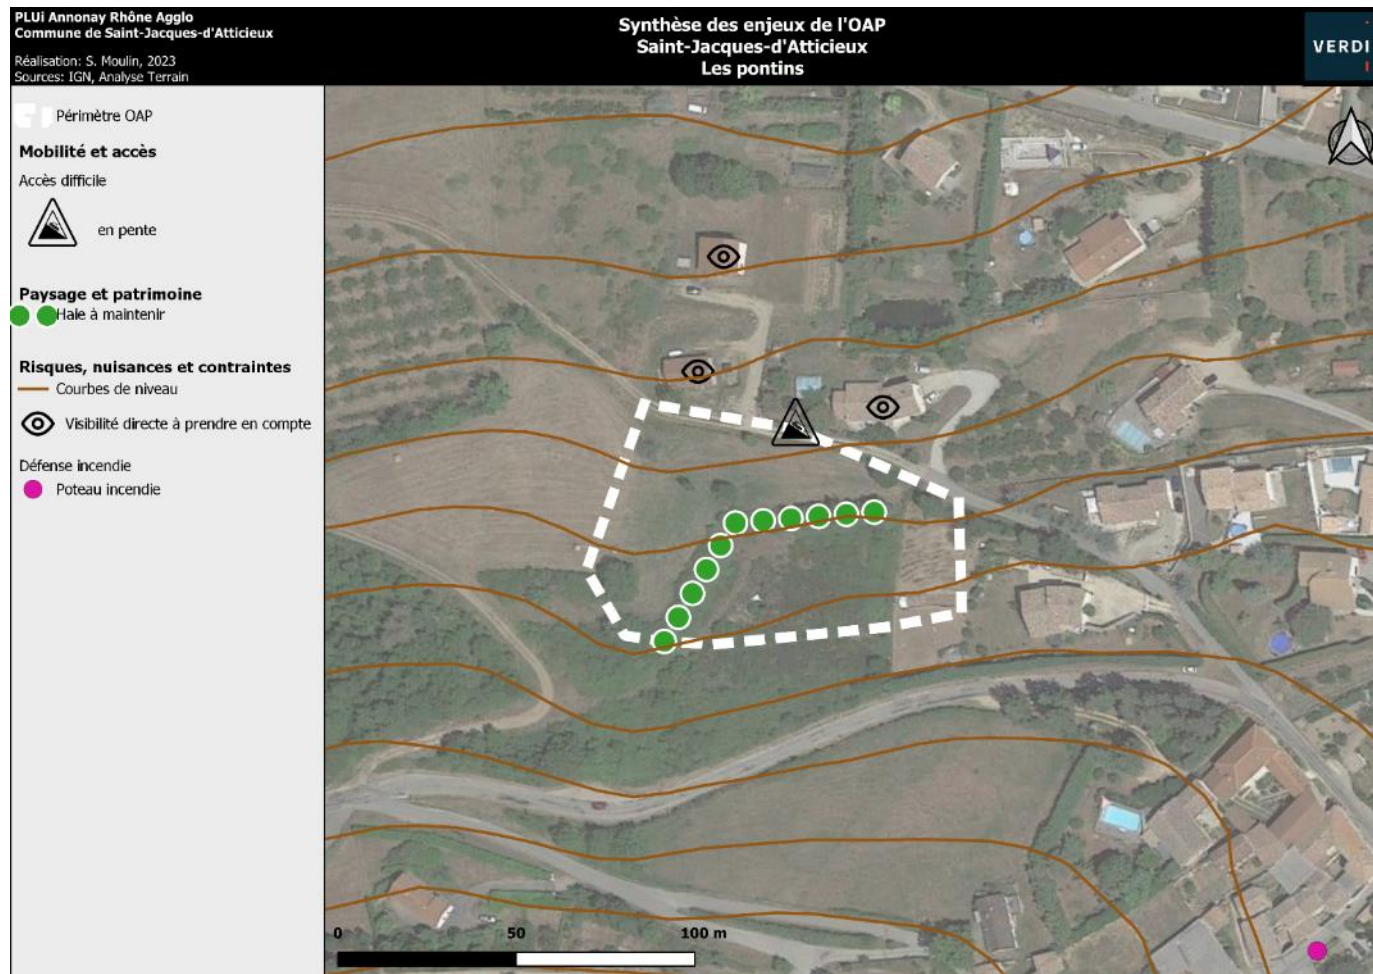 PLUi Annonay Rhône Agglo
Commune de Saint-Jacques-d'Atticieux
Réalisation: S. Moulin, 2023
Sources: IGN, Analyse Terrain
Synthèse des enjeux de l'OAP
Saint-Jacques-d'Atticieux
Les pontins
VERDI
Périmètre OAP
Mobilité et accès
Accès difficile
en pente
Paysage et patrimoine
Haie à maintenir
Risques, nuisances et contraintes
Courbes de niveau
Visibilité directe à prendre en compte
Défense incendie
Poteau incendie
0 50 100 m